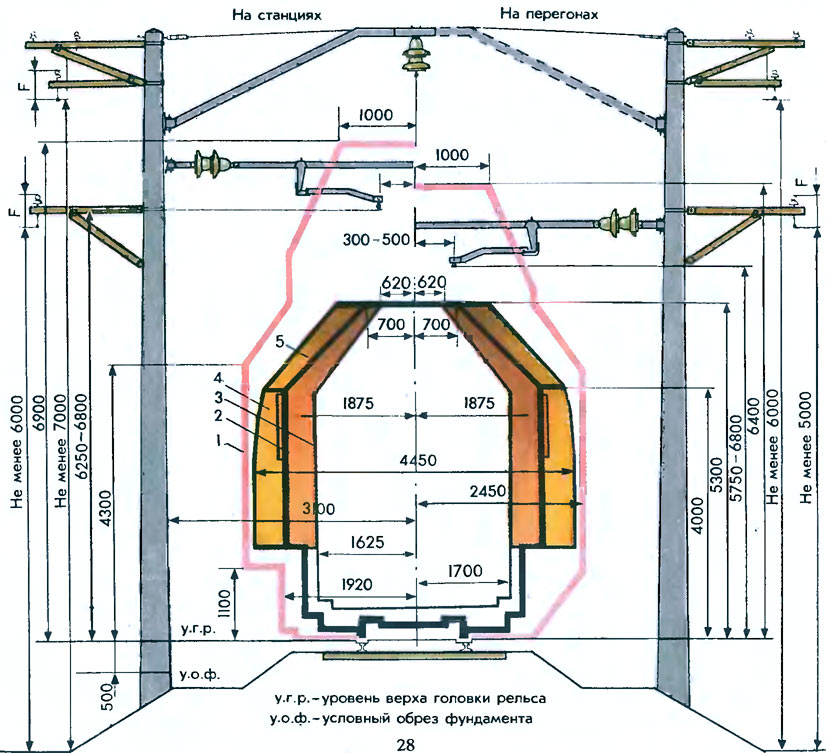 На станциях
На перегонах
F
1000
1000
F
F
300-500
620 620
700 700
5
4
3
2
1
1875 1875
4450
2450
3100
1625
1920
1700
1100
4300
500
Не менее 6000
6900
Не менее 7000
6250-6800
4000
5300
5750-6800
6400
Не менее 6000
Не менее 5000
у.г.р.
у.о.ф.
у.г.р.-уровень верха головки рельса
у.о.ф.-условный обрез фундамента
28